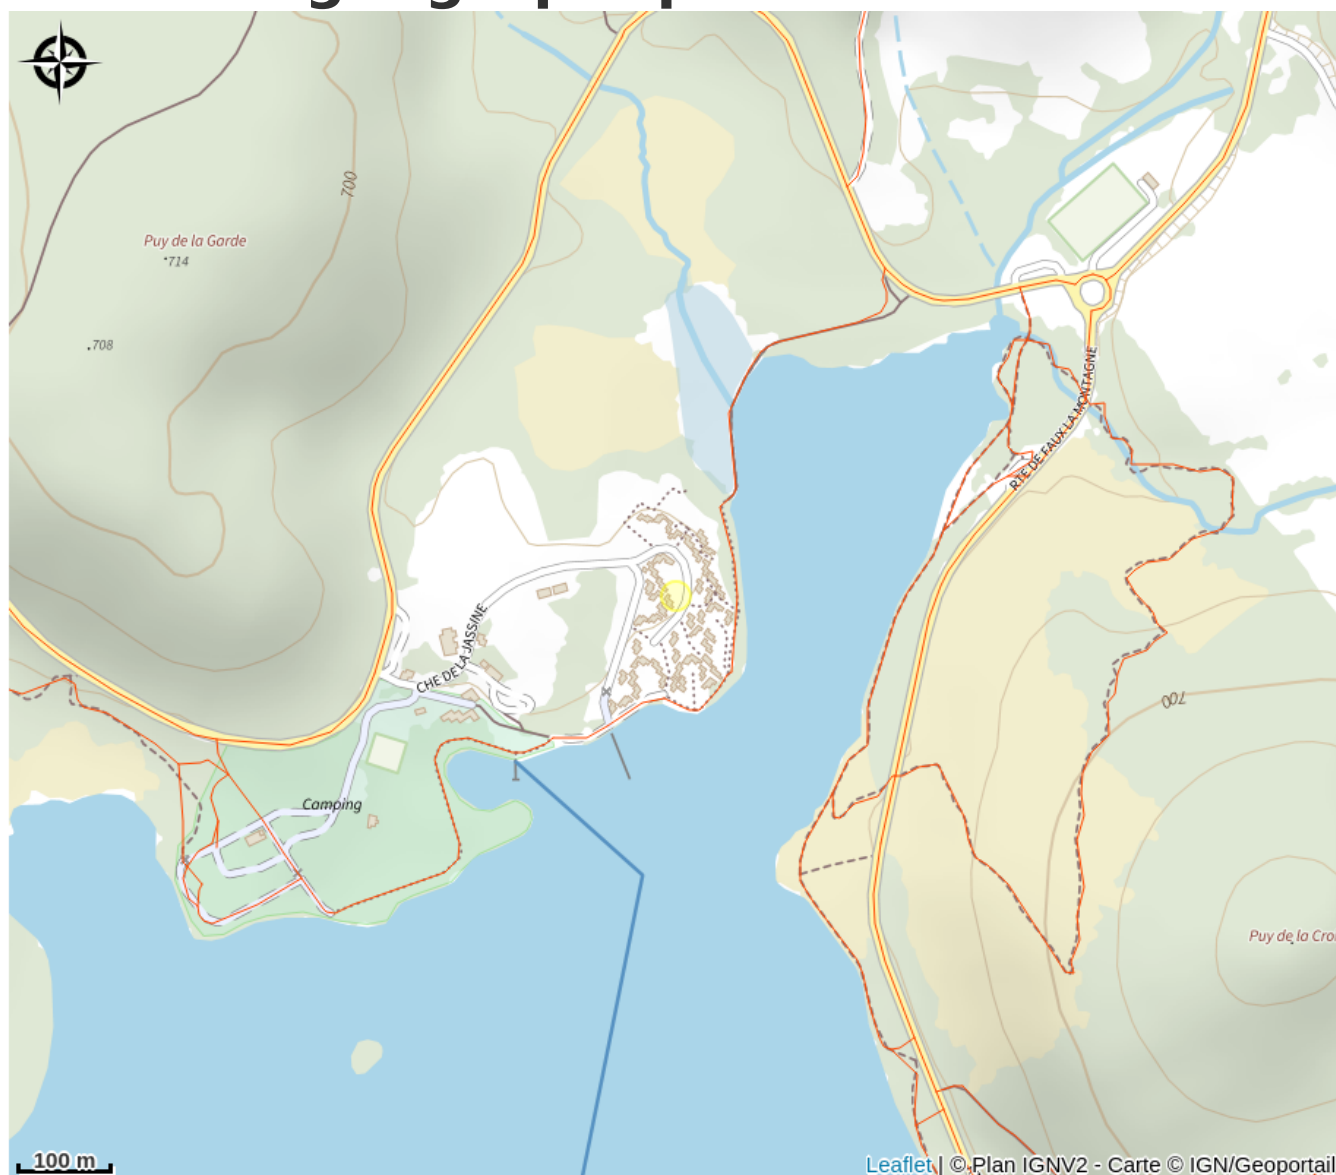 700
Puy de la Garde
714
708
RTE DE FAUX LA MONTAGNE
CHE DE LA JASSINE
700
Camping
Puy de la Cro
100 m
Leaflet | © Plan IGNV2 - Carte © IGN/Geoportail